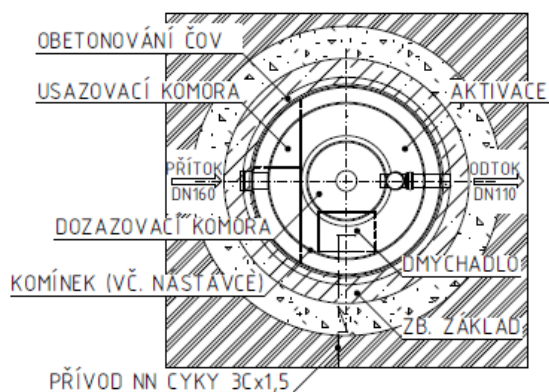 OBETONOVÁNÍ ČOV
USAZOVACÍ KOMORA
AKTIVACE
PŘÍTOK
DN160
ODTOK
DN110
DOZAZOVACÍ KOMORA
DMYCHADLO
KOMÍNEK (VČ. NÁSTAVCE)
ZB. ZÁKLAD
PŘÍVOD NN CYKY 3Cx1,5